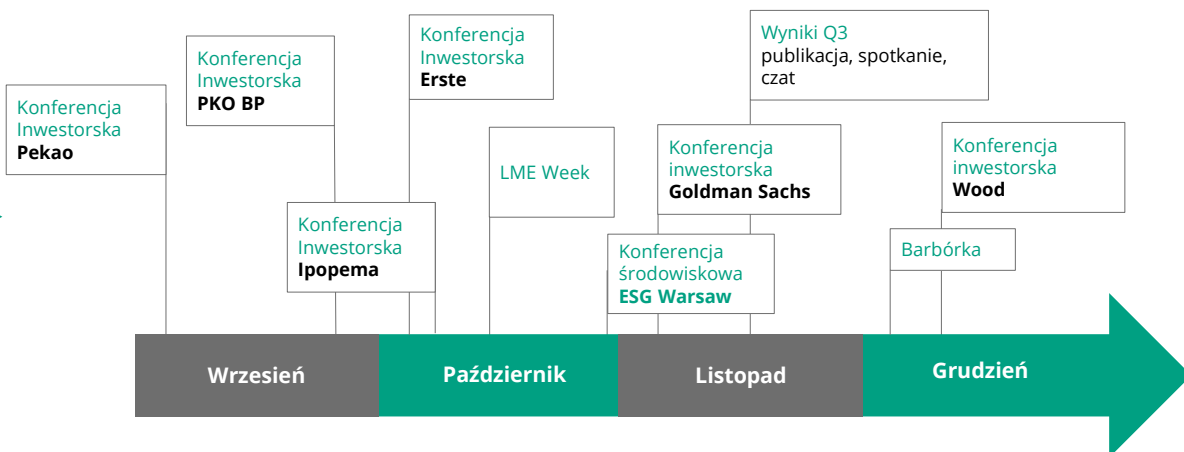 Konferencja
Inwestorska
Pekao
Konferencja
Inwestorska
PKO BP
Konferencja
Inwestorska
Ipopema
Konferencja
Inwestorska
Erste
LME Week
Konferencja
środowiskowa
ESG Warsaw
Konferencja
inwestorska
Goldman Sachs
Wyniki Q3
publikacja, spotkanie,
czat
Barbórka
Konferencja
inwestorska
Wood
Wrzesień
Październik
Listopad
Grudzień